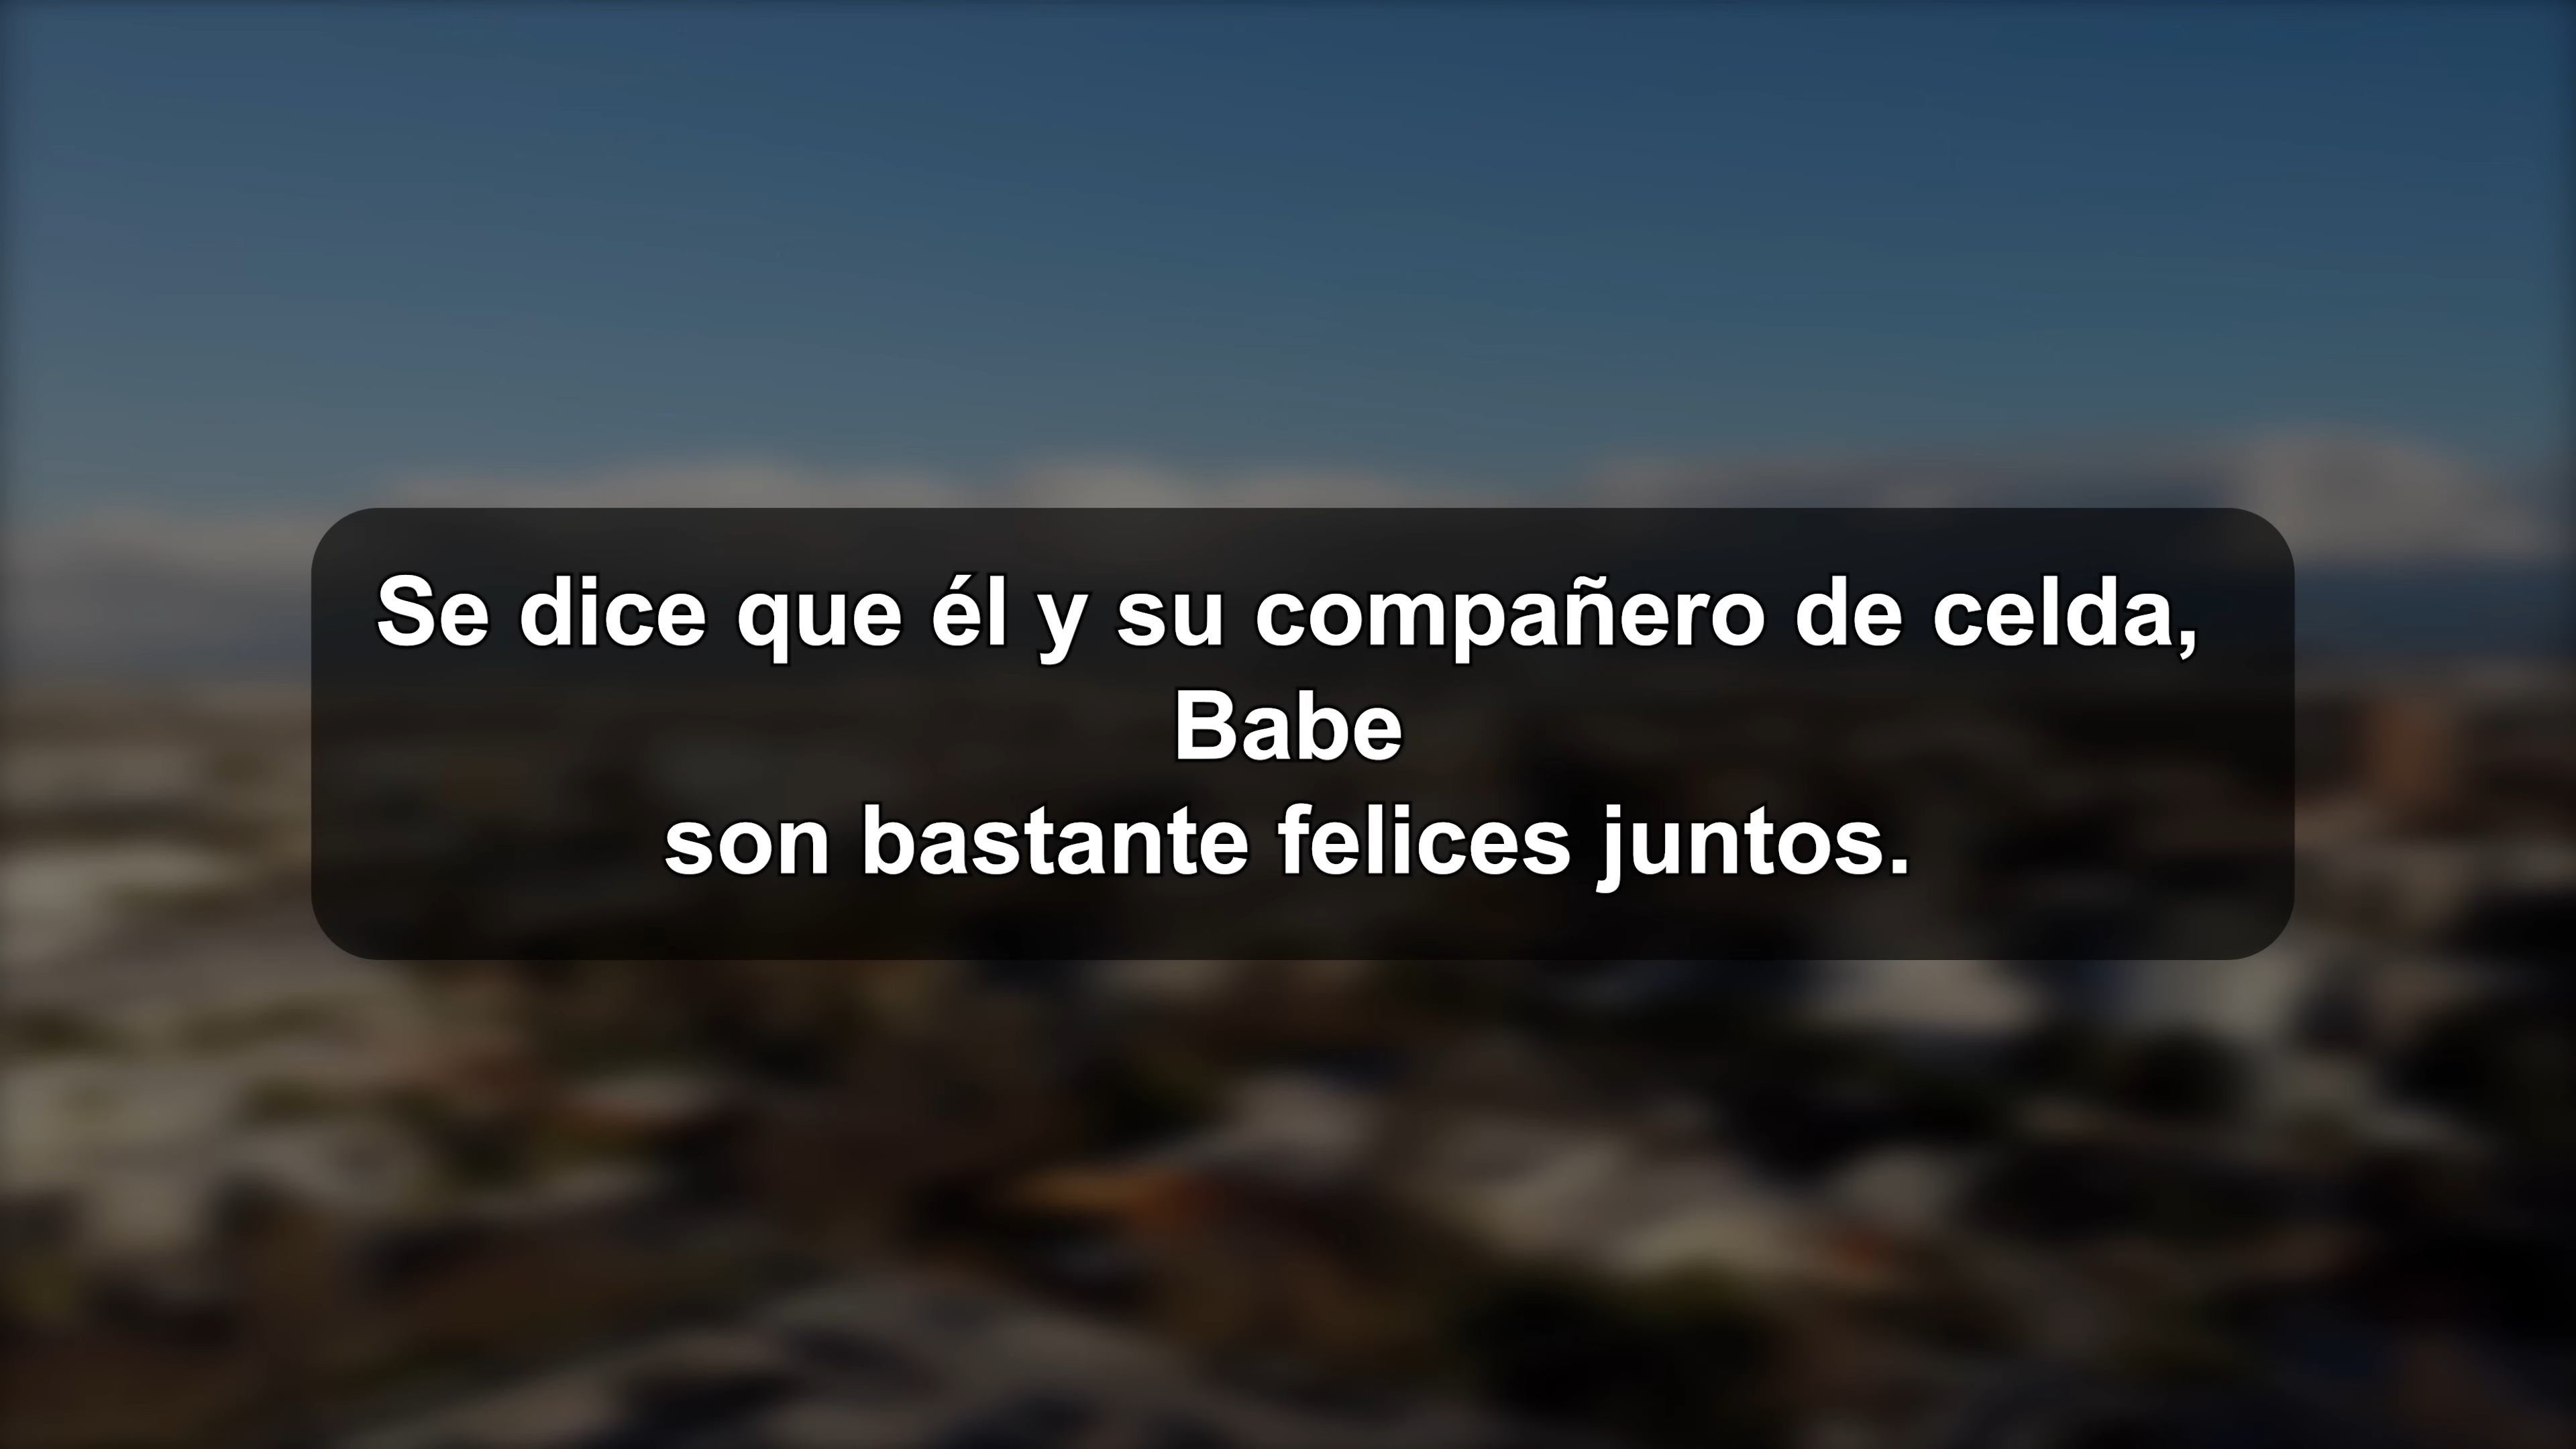 Se dice que él y su compañero de celda,
Babe
son bastante felices juntos.